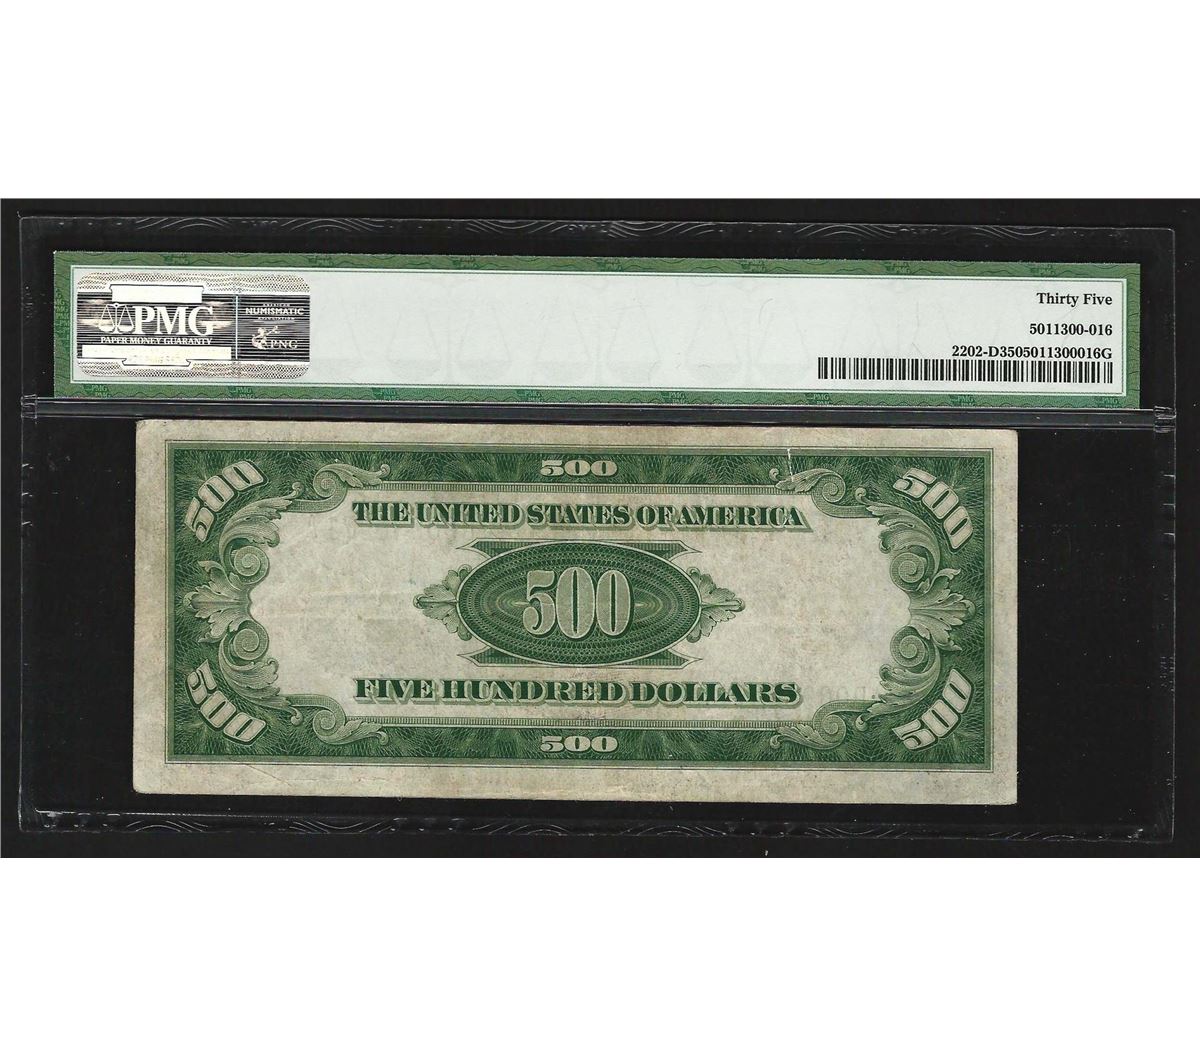 PMG
PAPER MONEY GUARANTY
NUMISMATIC
PNG
Thirty Five
5011300-016
2202-D3505011300016G
500
500
500
THE UNITED STATES OF AMERICA
500
FIVE HUNDRED DOLLARS
500
500
500